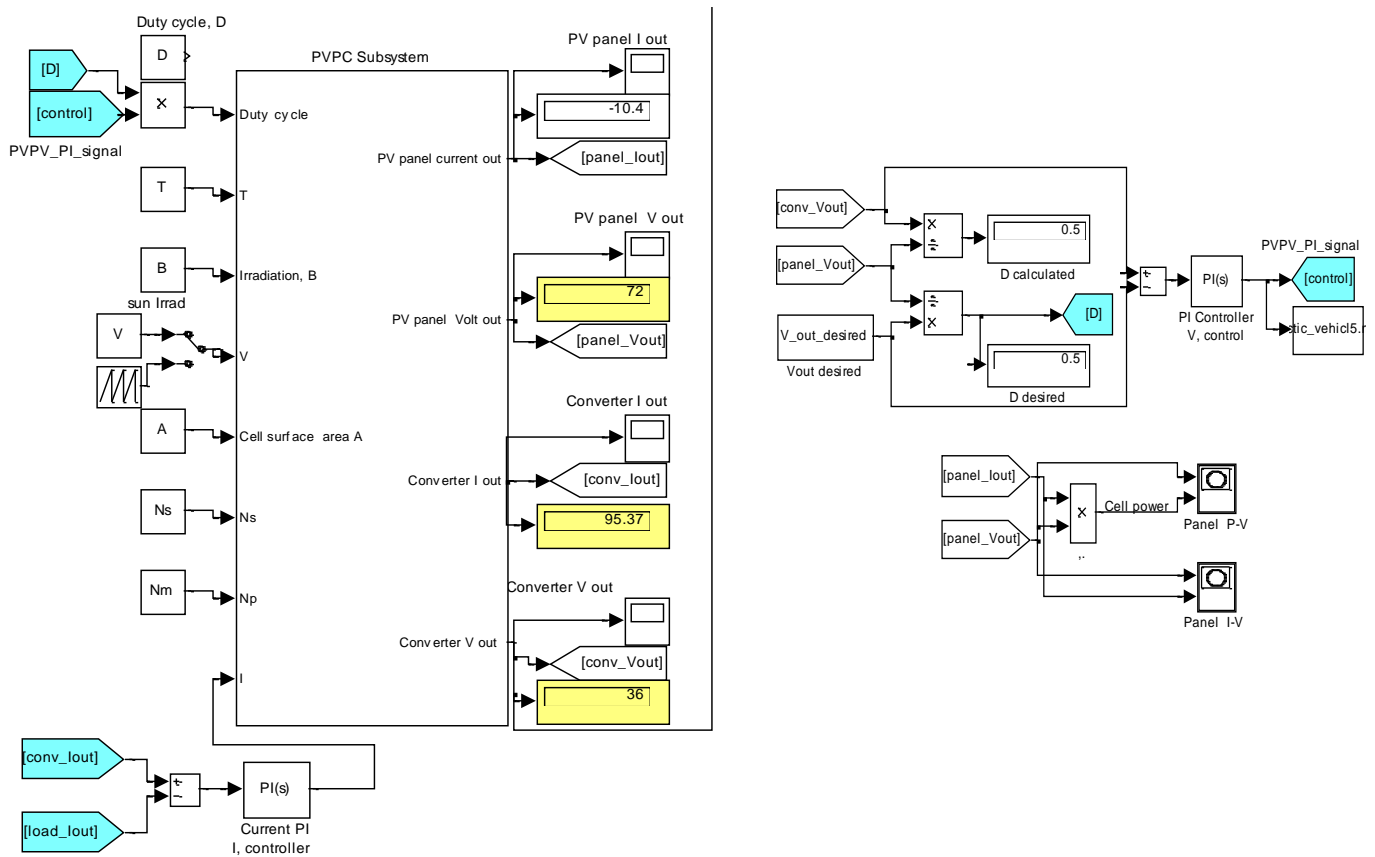 Duty cycle, D
D
[D]
[control]
PVPV_PI_signal
X
T
B
sun Irrad
V
A
Ns
Nm
PVPC Subsystem
Duty cycle
T
Irradiation, B
V
Cell surface area A
Ns
Np
I
PV panel current out
PV panel Volt out
Converter I out
Converter V out
PV panel I out
-10.4
[panel_Iout]
PV panel V out
72
[panel_Vout]
Converter I out
[conv_Iout]
95.37
Converter V out
[conv_Vout]
36
[conv_Iout]
[load_Iout]
+
−
PI(s)
Current PI
I, controller
[conv_Vout]
[panel_Vout]
V_out_desired
Vout desired
X
÷
0.5
D calculated
÷
X
[D]
0.5
D desired
+
−
PI(s)
PI Controller
V, control
PVPV_PI_signal
[control]
tic_vehicl5.r
[panel_Iout]
[panel_Vout]
X
Cell power
,.
Panel P-V
Panel I-V